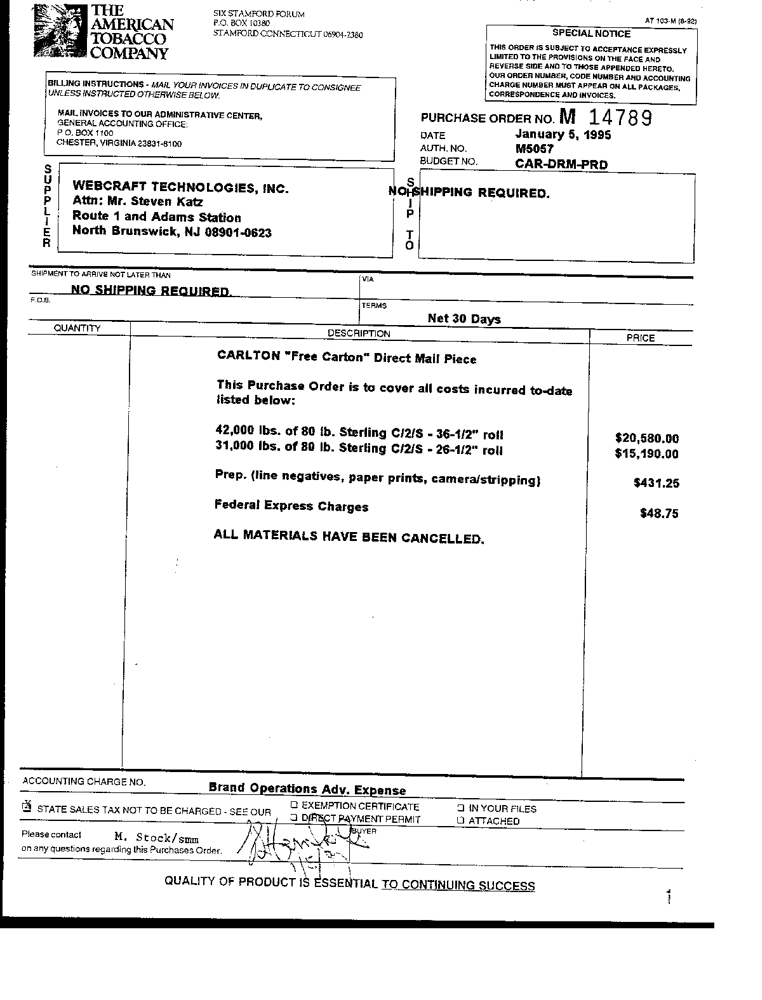 THE
AMERICAN
TOBACCO
COMPANY
SIX STAMFORD FORUM
P.O. BOX 10380
STAMFORD CONNECTICUT 06904-2380
AT 103-M (8-92)
SPECIAL NOTICE
THIS ORDER IS SUBJECT TO ACCEPTANCE EXPRESSLY
LIMITED TO THE PROVISIONS ON THE FACE AND
REVERSE SIDE AND TO THOSE APPENDED HERETO.
OUR ORDER NUMBER, CODE NUMBER AND ACCOUNTING
CHARGE NUMBER MUST APPEAR ON ALL PACKAGES,
CORRESPONDENCE AND INVOICES.
BILLING INSTRUCTIONS - MAIL YOUR INVOICES IN DUPLICATE TO CONSIGNEE
UNLESS INSTRUCTED OTHERWISE BELOW.
MAIL INVOICES TO OUR ADMINISTRATIVE CENTER,
GENERAL ACCOUNTING OFFICE:
P.O. BOX 1100
CHESTER, VIRGINIA 23831-8100
PURCHASE ORDER NO. M 14789
DATE January 5, 1995
AUTH. NO. M5057
BUDGET NO. CAR-DRM-PRD
SUPPLIER
WEBCRAFT TECHNOLOGIES, INC.
Attn: Mr. Steven Katz
Route 1 and Adams Station
North Brunswick, NJ 08901-0623
SHIP TO
NO SHIPPING REQUIRED.
SHIPMENT TO ARRIVE NOT LATER THAN
NO SHIPPING REQUIRED.
VIA
F.O.B.
TERMS
Net 30 Days
QUANTITY DESCRIPTION PRICE
CARLTON "Free Carton" Direct Mail Piece
This Purchase Order is to cover all costs incurred to-date
listed below:
42,000 lbs. of 80 lb. Sterling C/2/S - 36-1/2" roll $20,580.00
31,000 lbs. of 80 lb. Sterling C/2/S - 26-1/2" roll $15,190.00
Prep. (line negatives, paper prints, camera/stripping) $431.25
Federal Express Charges $48.75
ALL MATERIALS HAVE BEEN CANCELLED.
ACCOUNTING CHARGE NO. Brand Operations Adv. Expense
STATE SALES TAX NOT TO BE CHARGED - SEE OUR
EXEMPTION CERTIFICATE
DIRECT PAYMENT PERMIT
IN YOUR FILES
ATTACHED
Please contact M. Stock/smm
on any questions regarding this Purchases Order.
BUYER
QUALITY OF PRODUCT IS ESSENTIAL TO CONTINUING SUCCESS
1